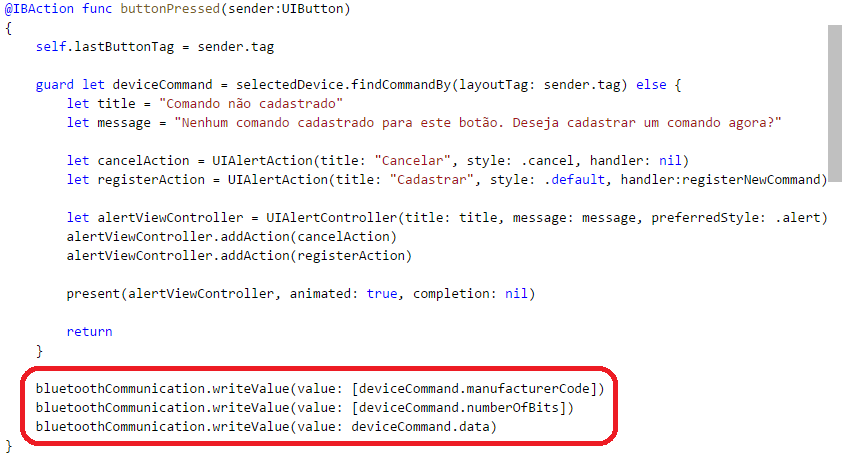 @IBAction func buttonPressed(sender:UIButton)
{
self.lastButtonTag = sender.tag
guard let deviceCommand = selectedDevice.findCommandBy(layoutTag: sender.tag) else {
let title = "Comando não cadastrado"
let message = "Nenhum comando cadastrado para este botão. Deseja cadastrar um comando agora?"
let cancelAction = UIAlertAction(title: "Cancelar", style: .cancel, handler: nil)
let registerAction = UIAlertAction(title: "Cadastrar", style: .default, handler:registerNewCommand)
let alertViewController = UIAlertController(title: title, message: message, preferredStyle: .alert)
alertViewController.addAction(cancelAction)
alertViewController.addAction(registerAction)
present(alertViewController, animated: true, completion: nil)
return
}
bluetoothCommunication.writeValue(value: [deviceCommand.manufacturerCode])
bluetoothCommunication.writeValue(value: [deviceCommand.numberOfBits])
bluetoothCommunication.writeValue(value: deviceCommand.data)
}